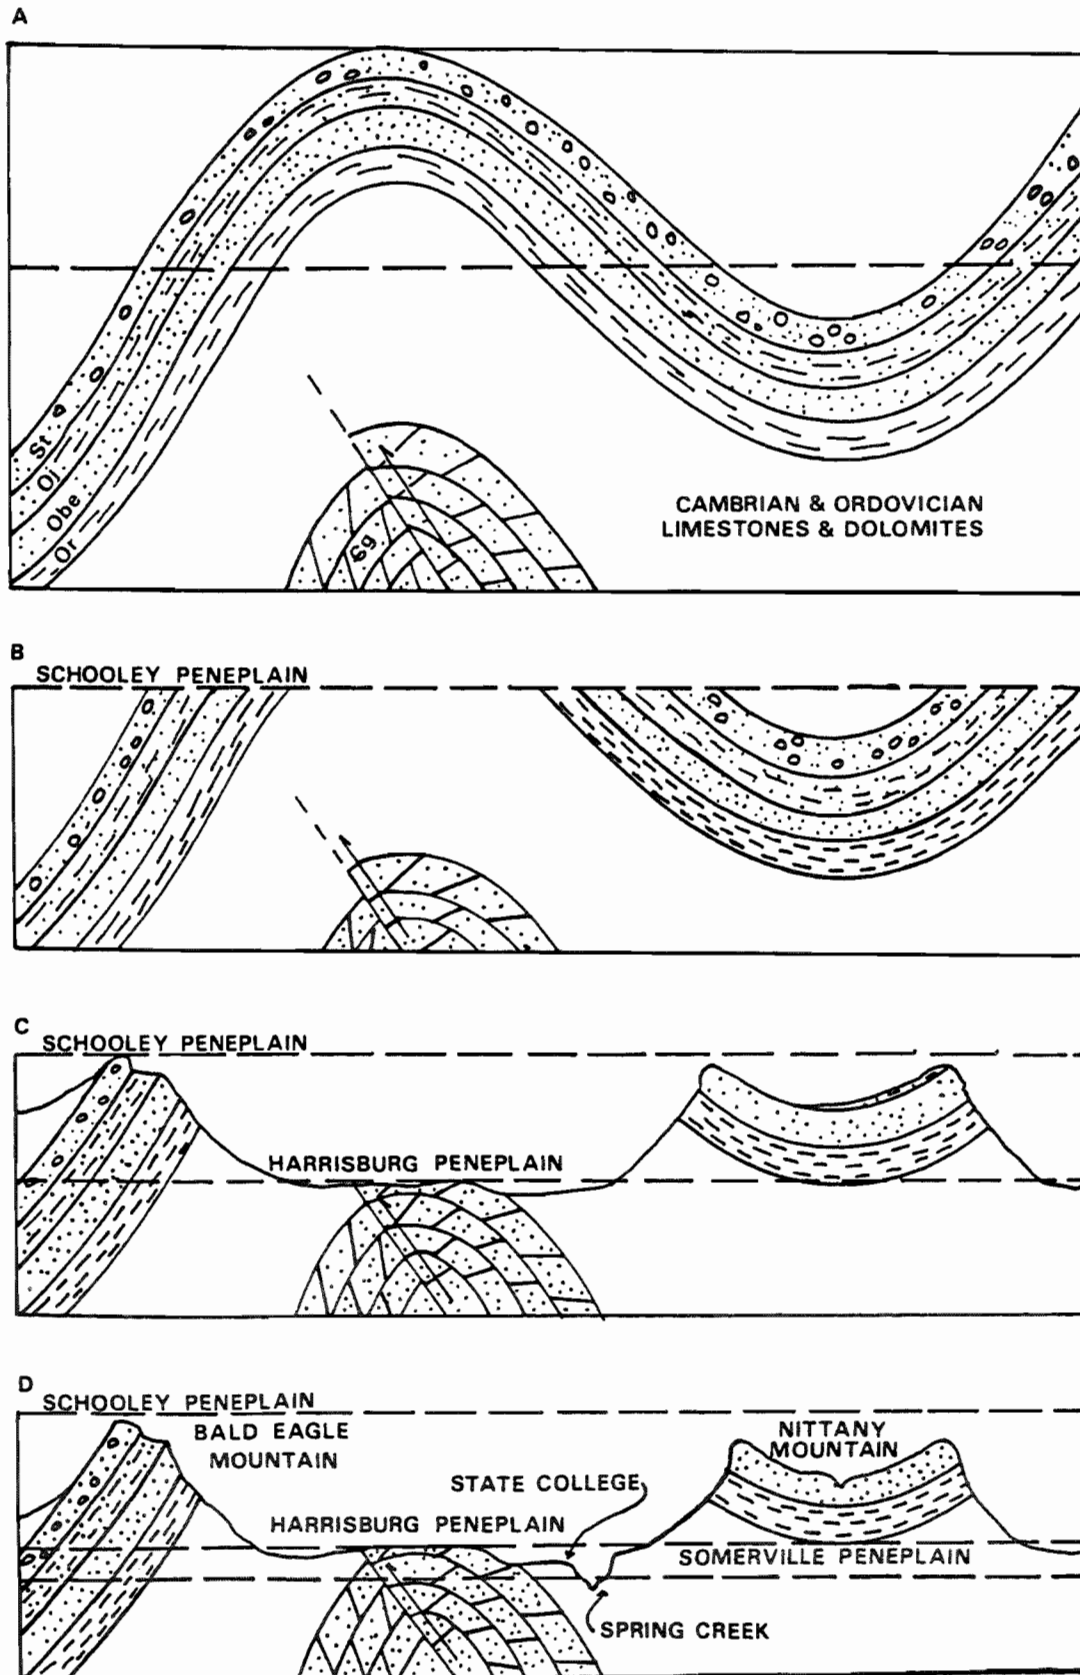 A
St
Oj
Obe
Or
Єg
CAMBRIAN & ORDOVICIAN
LIMESTONES & DOLOMITES
B
SCHOOLEY PENEPLAIN
C
SCHOOLEY PENEPLAIN
HARRISBURG PENEPLAIN
D
SCHOOLEY PENEPLAIN
BALD EAGLE
MOUNTAIN
NITTANY
MOUNTAIN
STATE COLLEGE
HARRISBURG PENEPLAIN
SOMERVILLE PENEPLAIN
SPRING CREEK